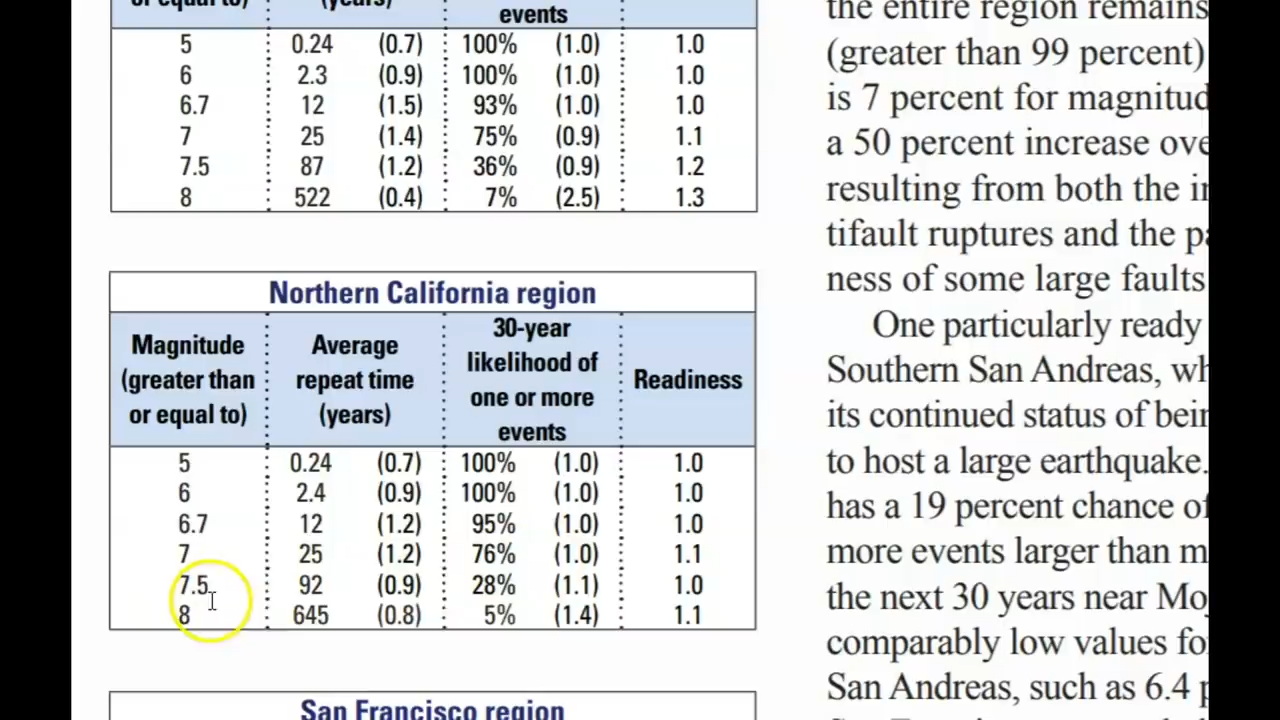 or equal to) (years)
events
5 0.24 (0.7) 100% (1.0) 1.0
6 2.3 (0.9) 100% (1.0) 1.0
6.7 12 (1.5) 93% (1.0) 1.0
7 25 (1.4) 75% (0.9) 1.1
7.5 87 (1.2) 36% (0.9) 1.2
8 522 (0.4) 7% (2.5) 1.3
Northern California region
Magnitude
(greater than
or equal to)
Average
repeat time
(years)
30-year
likelihood of
one or more
events
Readiness
5 0.24 (0.7) 100% (1.0) 1.0
6 2.4 (0.9) 100% (1.0) 1.0
6.7 12 (1.2) 95% (1.0) 1.0
7 25 (1.2) 76% (1.0) 1.1
7.5 92 (0.9) 28% (1.1) 1.0
8 645 (0.8) 5% (1.4) 1.1
San Francisco region
the entire region remains
(greater than 99 percent)
is 7 percent for magnitud
a 50 percent increase ove
resulting from both the
tifault ruptures and the
ness of some large faults
One particularly ready
Southern San Andreas,
its continued status of
to host a large earthquake.
has a 19 percent chance of
more events larger than m
the next 30 years near
comparably low values
San Andreas, such as 6.4